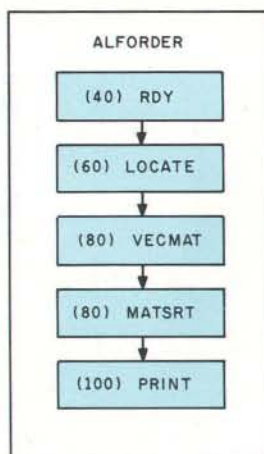 ALFORDER
(40) RDY
(60) LOCATE
(80) VECMAT
(80) MATSRT
(100) PRINT